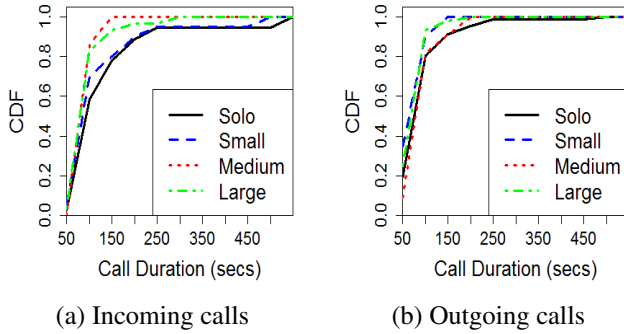 CDF
0.0 0.2 0.4 0.6 0.8 1.0
Solo
Small
Medium
Large
50 150 250 350 450
Call Duration (secs)
(a) Incoming calls
CDF
0.0 0.2 0.4 0.6 0.8 1.0
Solo
Small
Medium
Large
50 150 250 350 450
Call Duration (secs)
(b) Outgoing calls